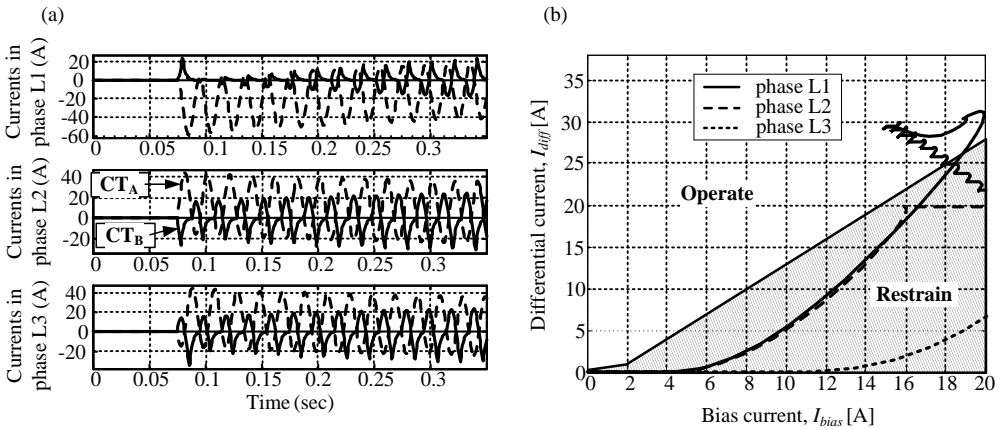 (a)
Currents in
phase L1 (A)
20
0
-20
-40
-60
0 0.05 0.1 0.15 0.2 0.25 0.3
Currents in
phase L2 (A)
40
20
0
-20
CT_A
CT_B
0 0.05 0.1 0.15 0.2 0.25 0.3
Currents in
phase L3 (A)
40
20
0
-20
0 0.05 0.1 0.15 0.2 0.25 0.3
Time (sec)
(b)
Differential current, I_diff [A]
35
30
25
20
15
10
5
0
phase L1
phase L2
phase L3
Operate
Restrain
0 2 4 6 8 10 12 14 16 18 20
Bias current, I_bias [A]